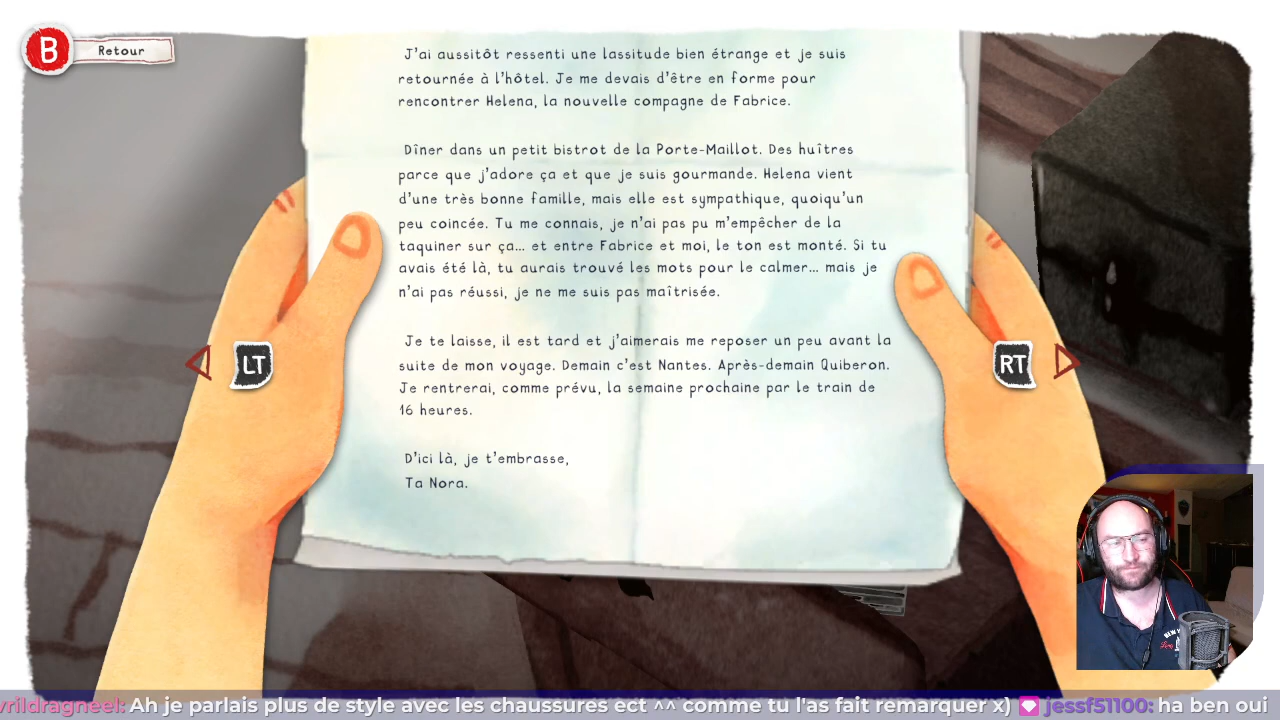 B Retour
J'ai aussitôt ressenti une lassitude bien étrange et je suis
retournée à l'hôtel. Je me devais d'être en forme pour
rencontrer Helena, la nouvelle compagne de Fabrice.
Dîner dans un petit bistrot de la Porte-Maillot. Des huîtres
parce que j'adore ça et que je suis gourmande. Helena vient
d'une très bonne famille, mais elle est sympathique, quoiqu'un
peu coincée. Tu me connais, je n'ai pas pu m'empêcher de la
taquiner sur ça... et entre Fabrice et moi, le ton est monté. Si tu
avais été là, tu aurais trouvé les mots pour le calmer... mais je
n'ai pas réussi, je ne me suis pas maîtrisée.
Je te laisse, il est tard et j'aimerais me reposer un peu avant la
suite de mon voyage. Demain c'est Nantes. Après-demain Quiberon.
Je rentrerai, comme prévu, la semaine prochaine par le train de
16 heures.
D'ici là, je t'embrasse,
Ta Nora.
LT
RT
vrildragneel: Ah je parlais plus de style avec les chaussures ect ^^ comme tu l'as fait remarquer x) jessf51100: ha ben oui